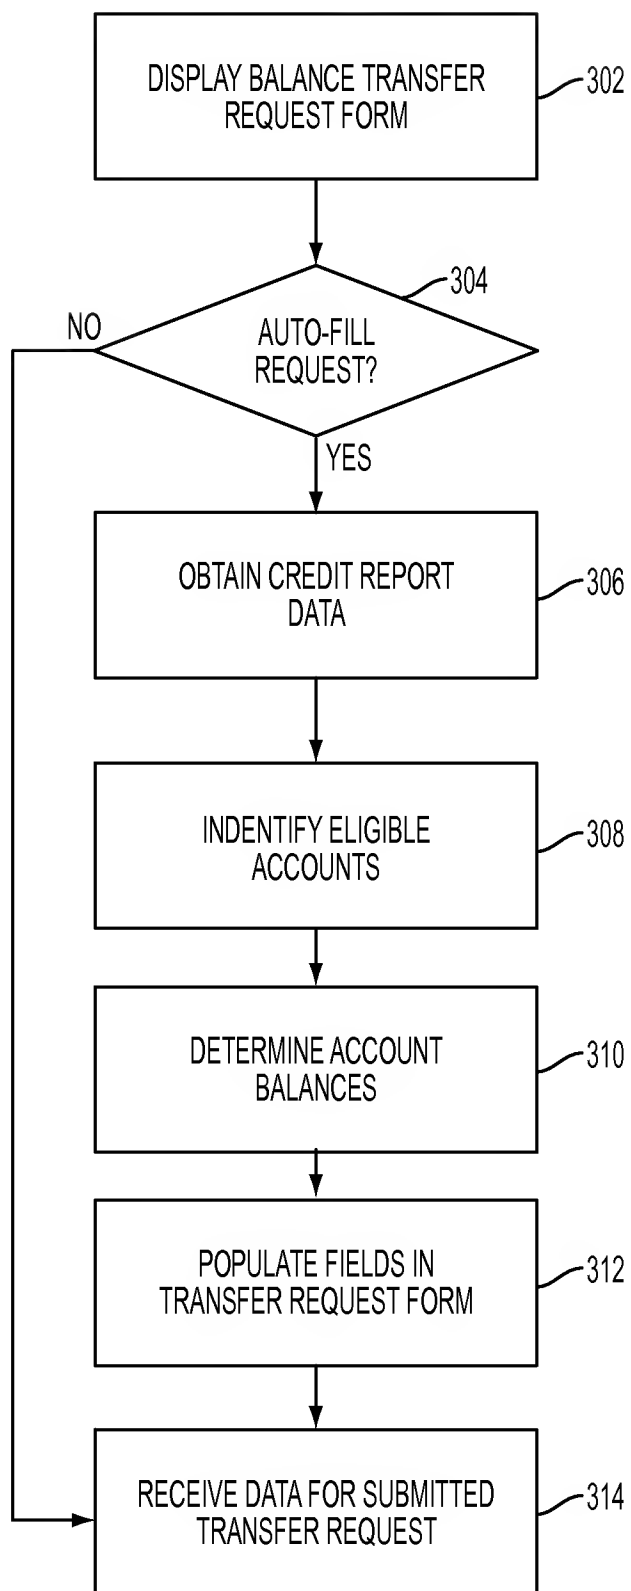 DISPLAY BALANCE TRANSFER
REQUEST FORM
302
304
NO
AUTO-FILL
REQUEST?
YES
OBTAIN CREDIT REPORT
DATA
306
INDENTIFY ELIGIBLE
ACCOUNTS
308
DETERMINE ACCOUNT
BALANCES
310
POPULATE FIELDS IN
TRANSFER REQUEST FORM
312
RECEIVE DATA FOR SUBMITTED
TRANSFER REQUEST
314